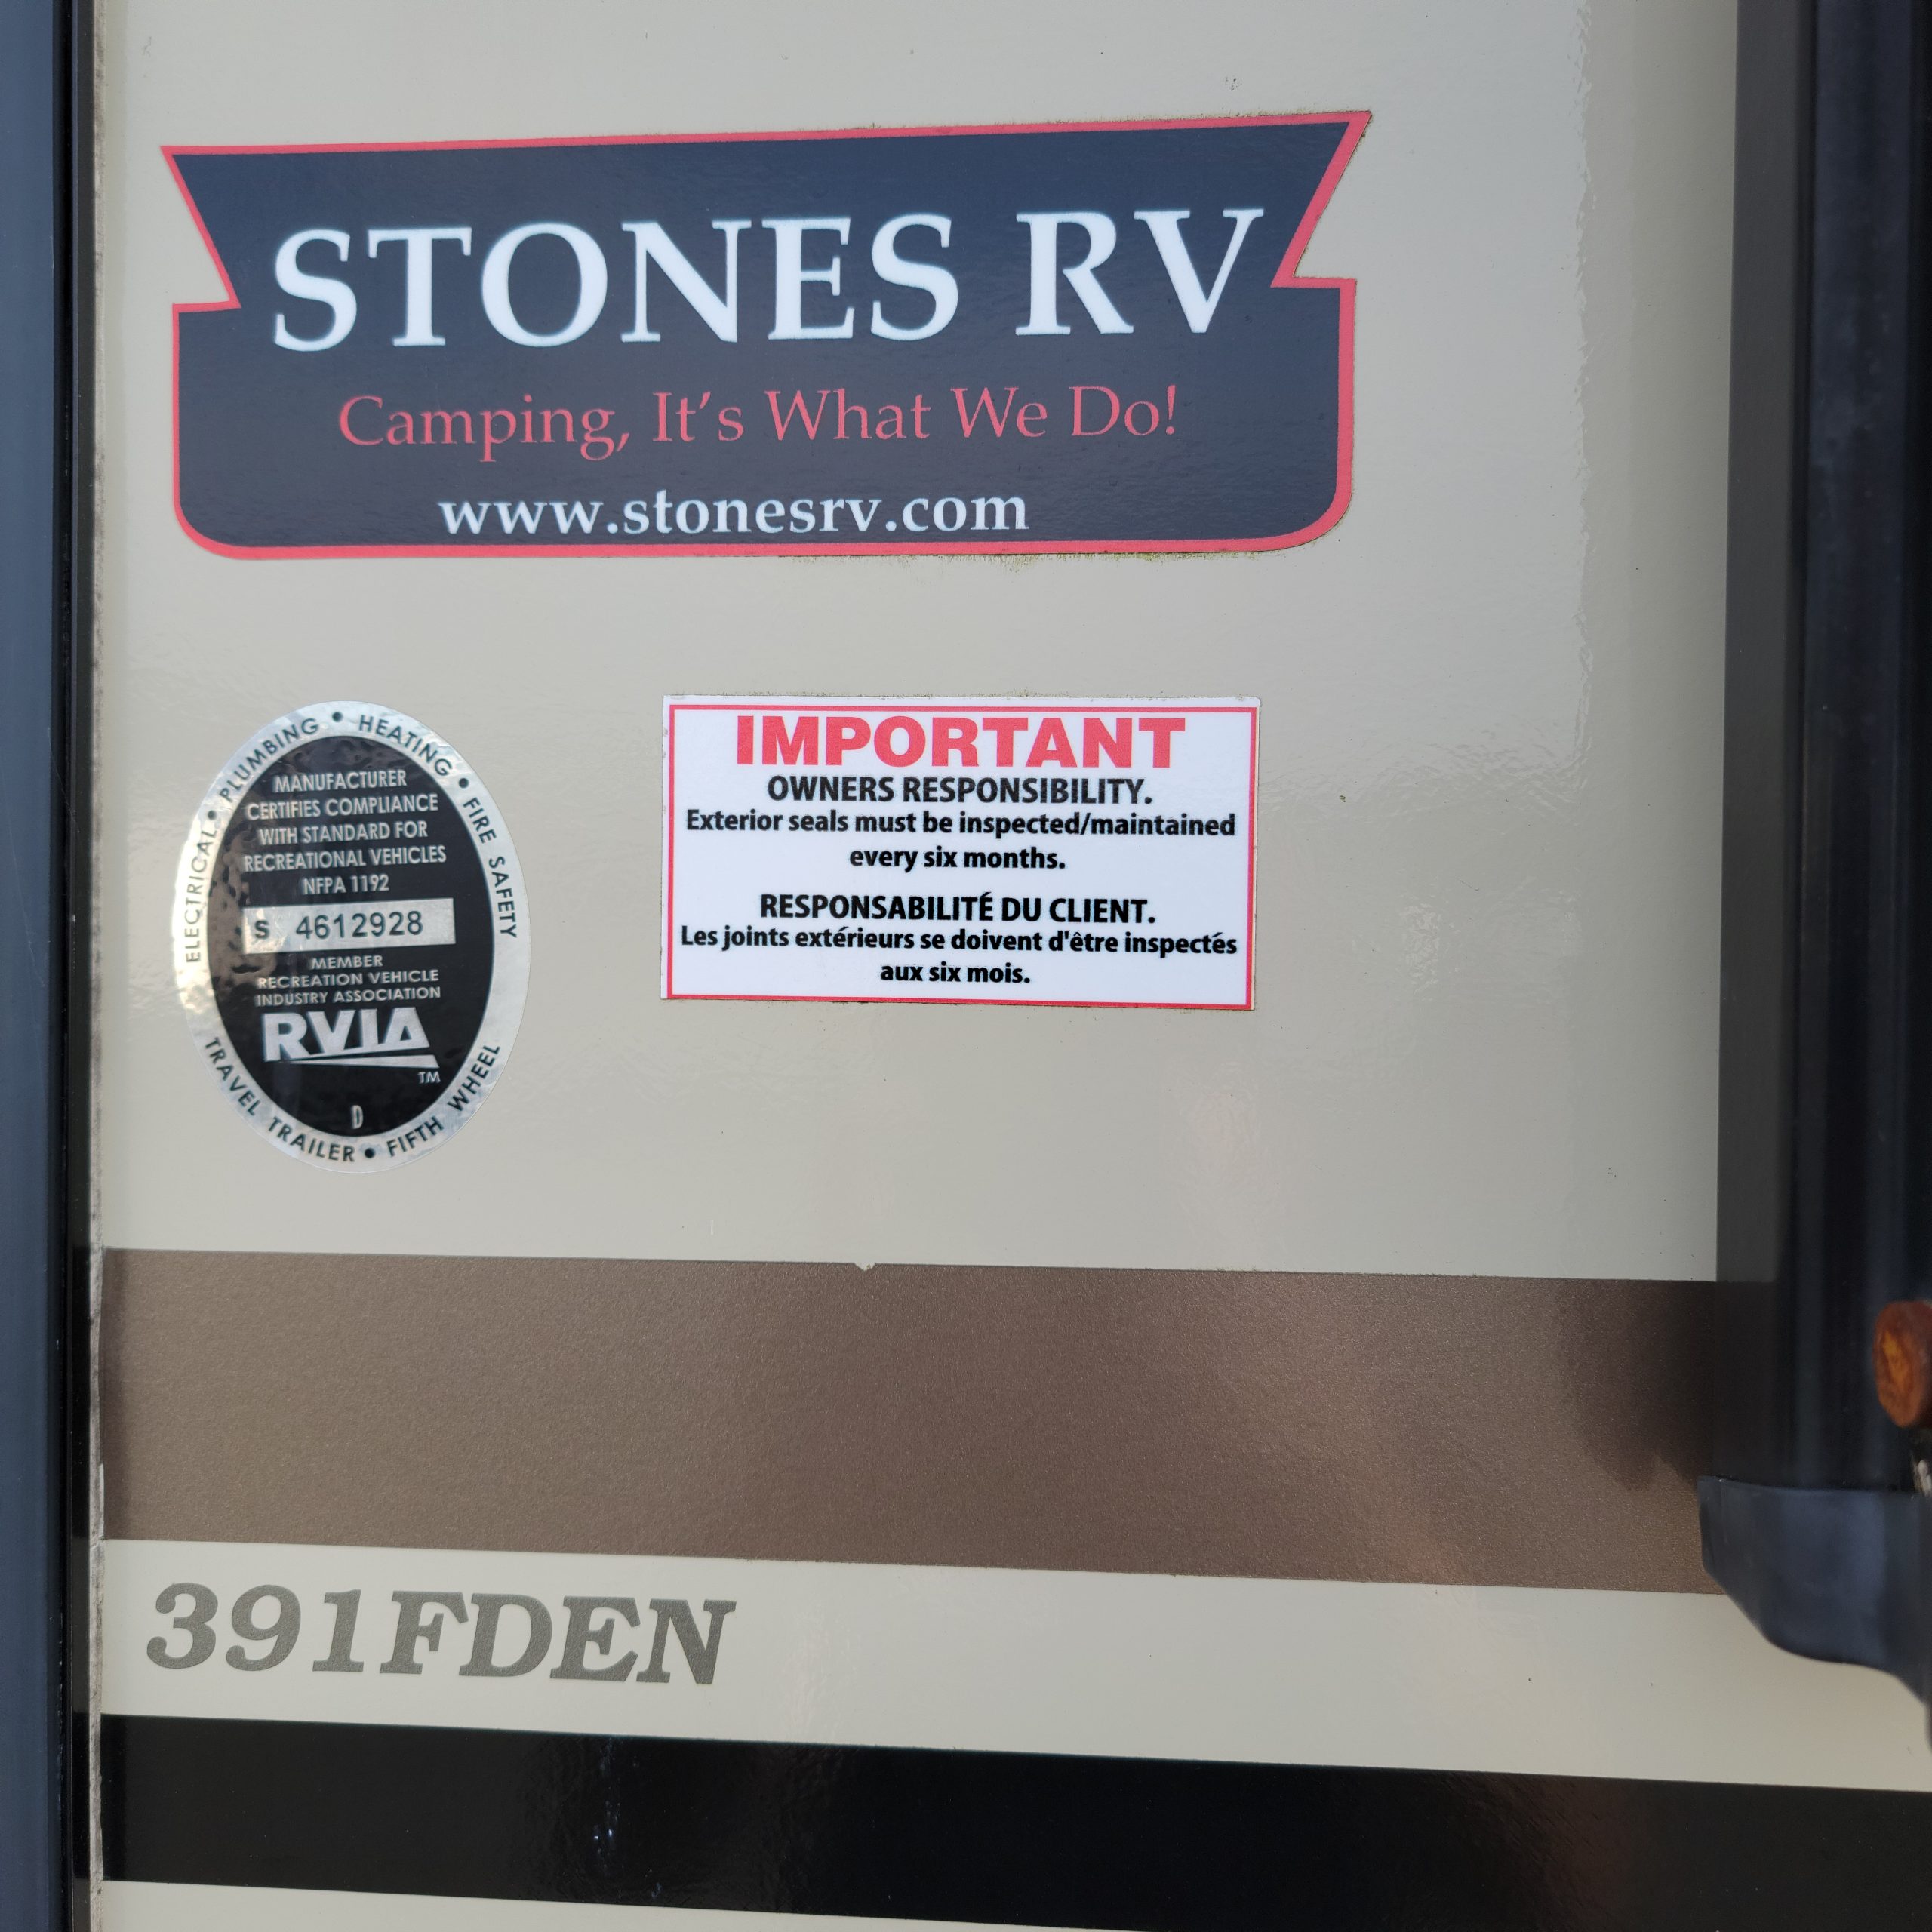 STONES RV
Camping, It's What We Do!
www.stonesrv.com
ELECTRICAL • PLUMBING • HEATING • FIRE SAFETY
MANUFACTURER
CERTIFIES COMPLIANCE
WITH STANDARD FOR
RECREATIONAL VEHICLES
NFPA 1192
S 4612928
MEMBER
RECREATION VEHICLE
INDUSTRY ASSOCIATION
RVIA
TM
D
TRAVEL TRAILER • FIFTH WHEEL
IMPORTANT
OWNERS RESPONSIBILITY.
Exterior seals must be inspected/maintained
every six months.
RESPONSABILITÉ DU CLIENT.
Les joints extérieurs se doivent d'être inspectés
aux six mois.
391FDEN